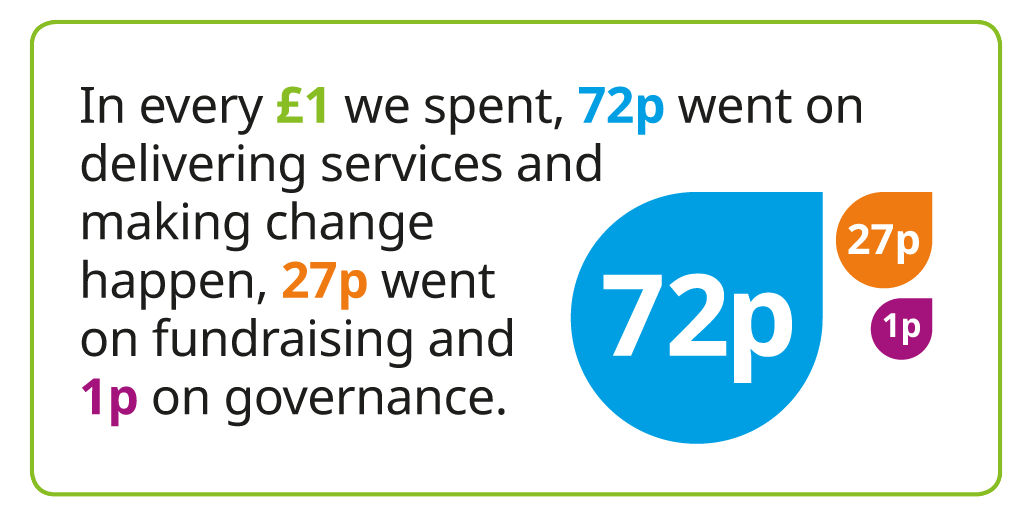 In every £1 we spent, 72p went on
delivering services and
making change
happen, 27p went
on fundraising and
1p on governance.
72p
27p
1p